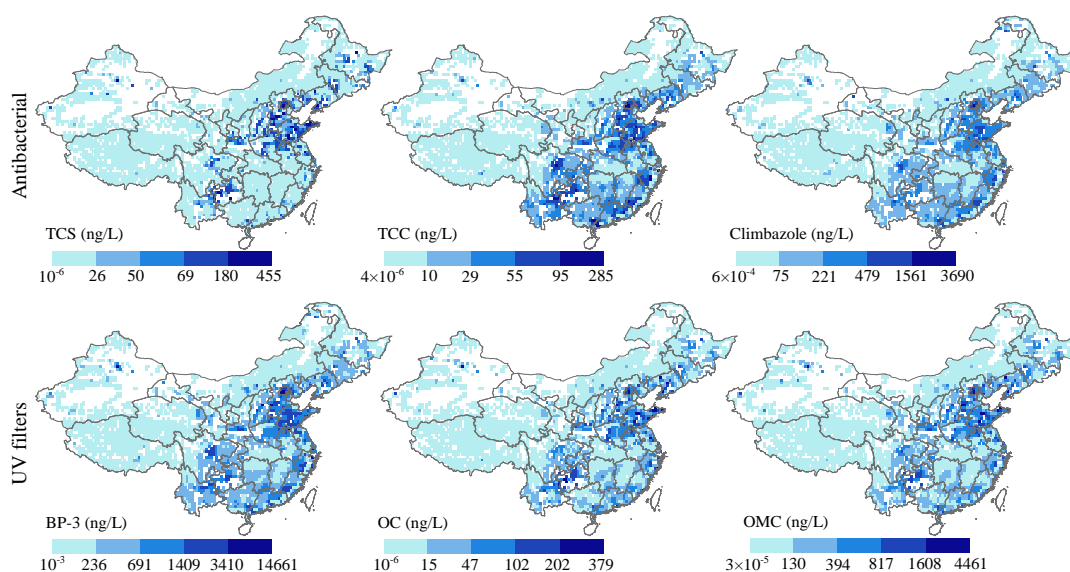 Antibacterial
TCS (ng/L)
10⁻⁶ 26 50 69 180 455
TCC (ng/L)
4×10⁻⁶ 10 29 55 95 285
Climbazole (ng/L)
6×10⁻⁴ 75 221 479 1561 3690
UV filters
BP-3 (ng/L)
10⁻³ 236 691 1409 3410 14661
OC (ng/L)
10⁻⁶ 15 47 102 202 379
OMC (ng/L)
3×10⁻⁵ 130 394 817 1608 4461